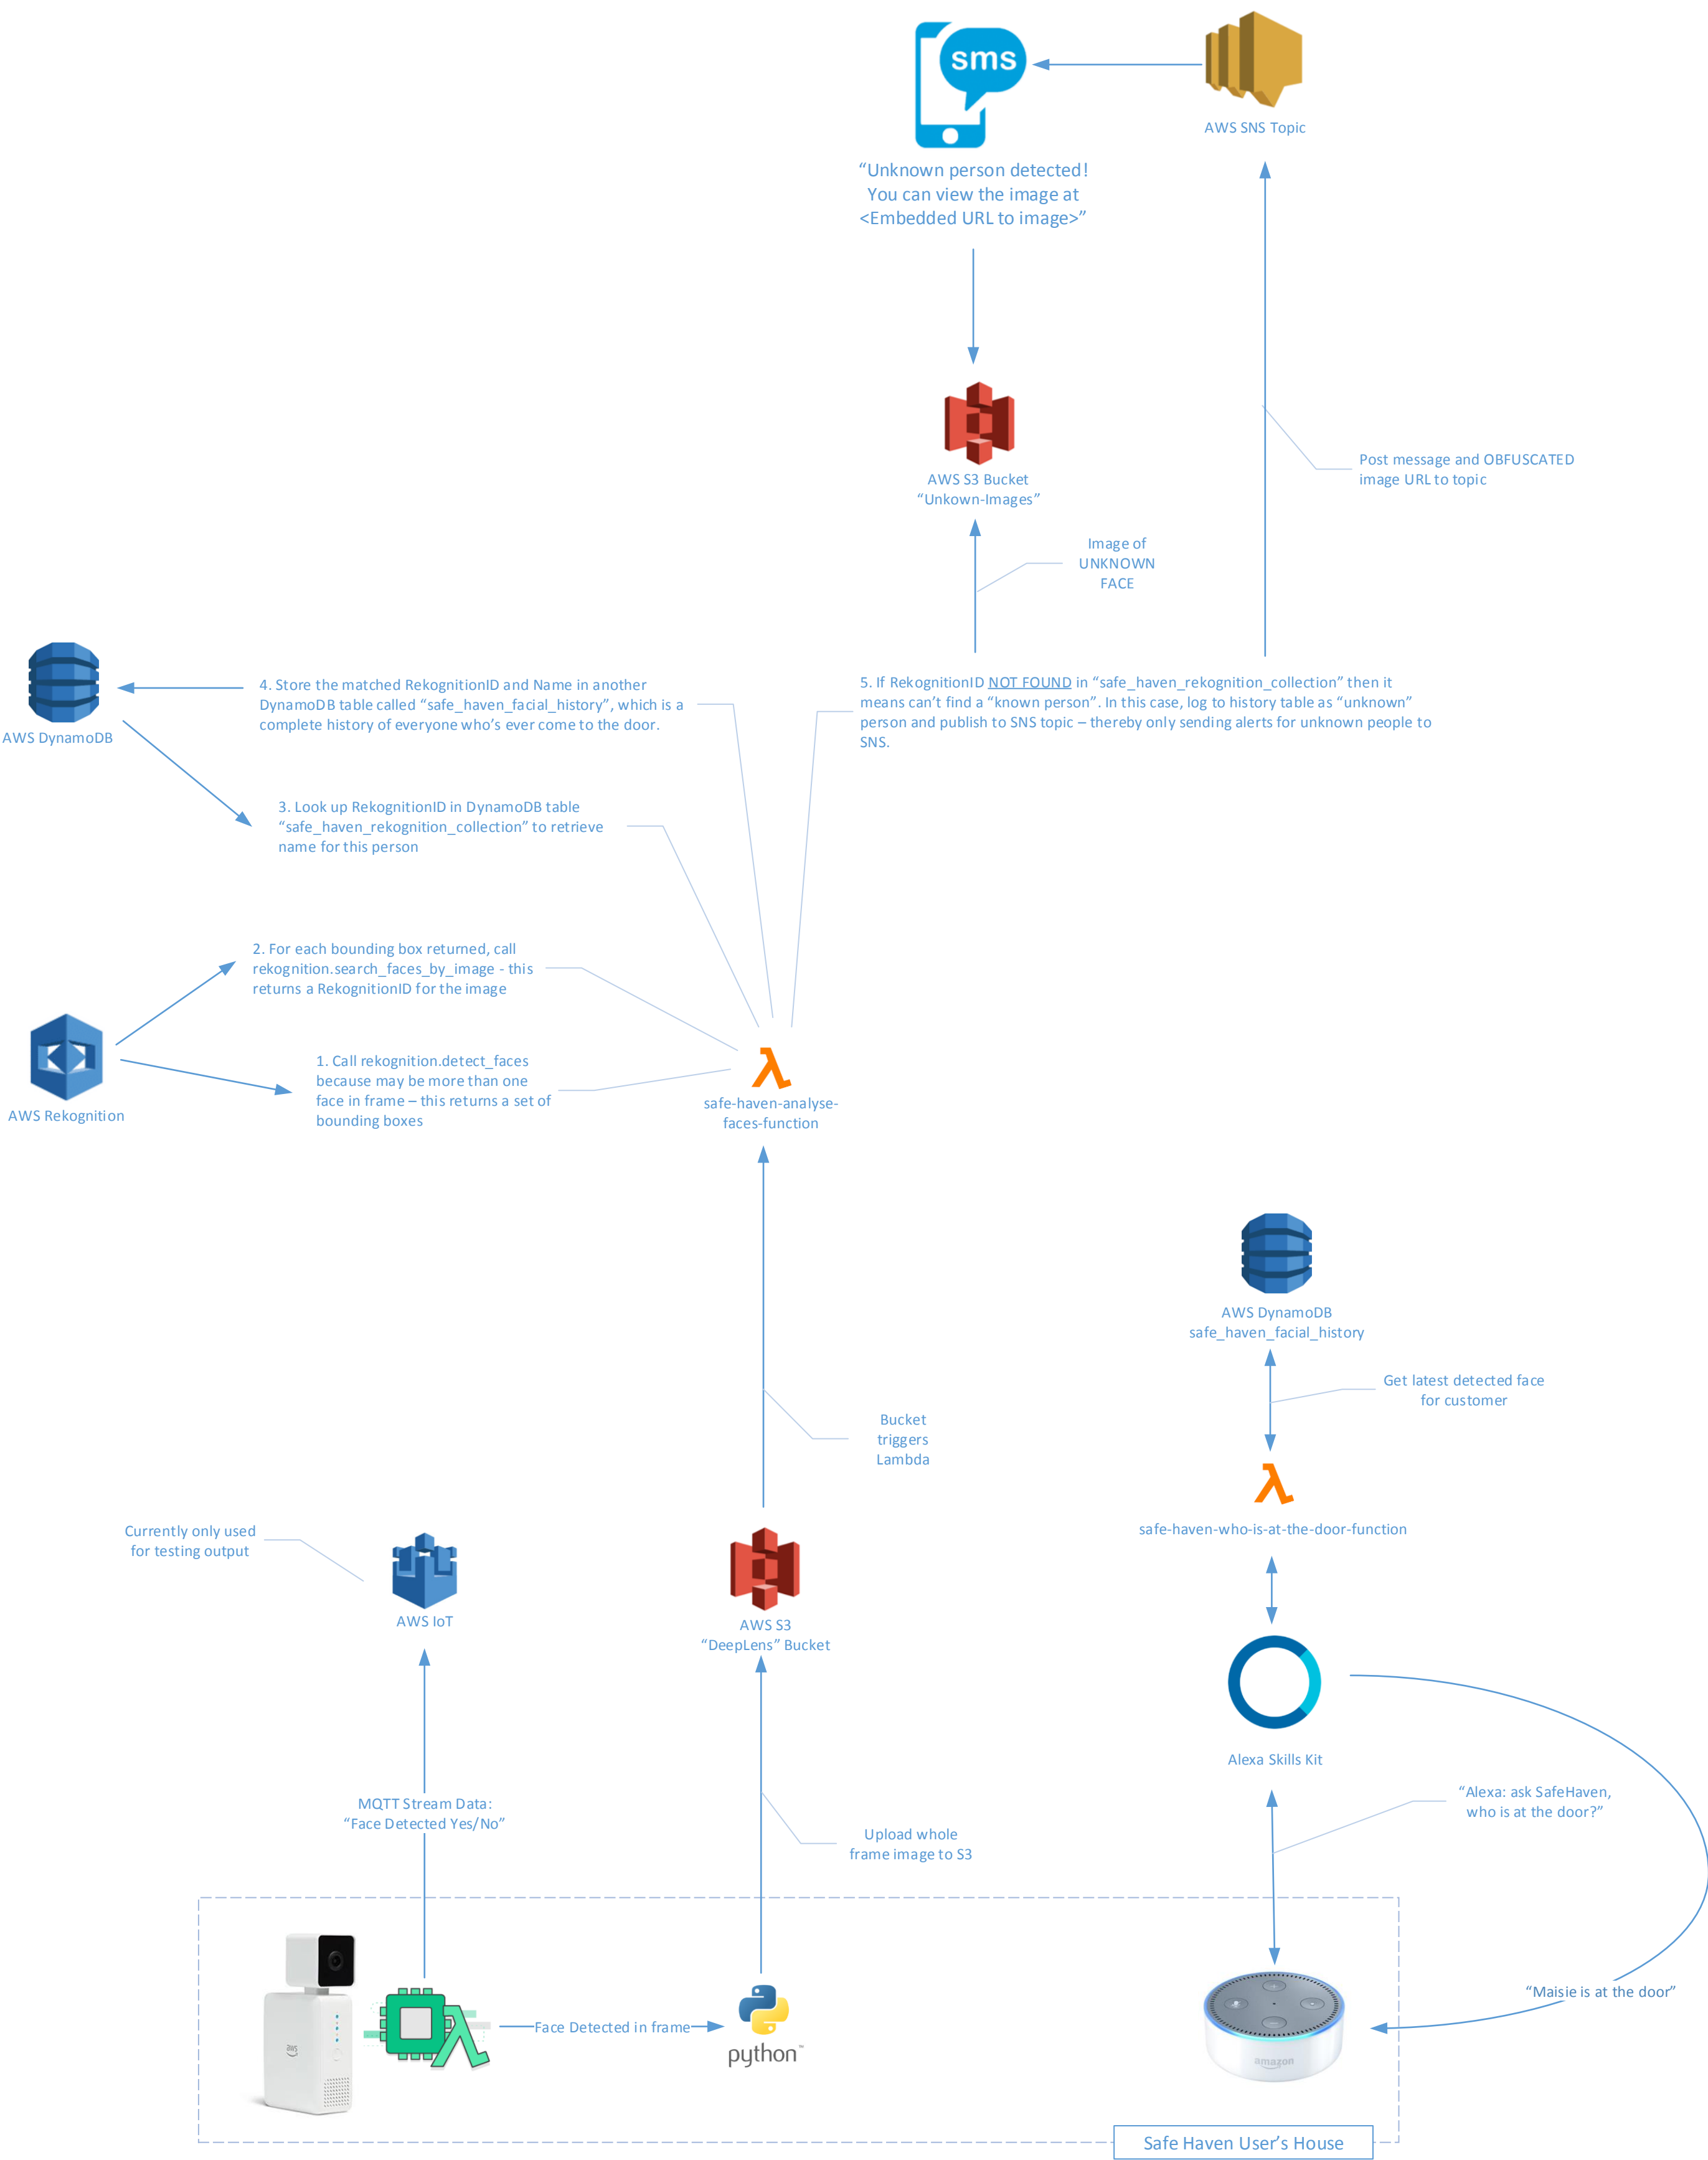 sms
AWS SNS Topic
“Unknown person detected!
You can view the image at
<Embedded URL to image>”
AWS S3 Bucket
“Unkown-Images”
Post message and OBFUSCATED
image URL to topic
Image of
UNKNOWN
FACE
AWS DynamoDB
4. Store the matched RekognitionID and Name in another
DynamoDB table called “safe_haven_facial_history”, which is a
complete history of everyone who’s ever come to the door.
5. If RekognitionID NOT FOUND in “safe_haven_rekognition_collection” then it
means can’t find a “known person”. In this case, log to history table as “unknown”
person and publish to SNS topic – thereby only sending alerts for unknown people to
SNS.
3. Look up RekognitionID in DynamoDB table
“safe_haven_rekognition_collection” to retrieve
name for this person
2. For each bounding box returned, call
rekognition.search_faces_by_image - this
returns a RekognitionID for the image
AWS Rekognition
1. Call rekognition.detect_faces
because may be more than one
face in frame – this returns a set of
bounding boxes
safe-haven-analyse-
faces-function
AWS DynamoDB
safe_haven_facial_history
Get latest detected face
for customer
Bucket
triggers
Lambda
safe-haven-who-is-at-the-door-function
Currently only used
for testing output
AWS IoT
AWS S3
“DeepLens” Bucket
Alexa Skills Kit
MQTT Stream Data:
“Face Detected Yes/No”
Upload whole
frame image to S3
“Alexa: ask SafeHaven,
who is at the door?”
“Maisie is at the door”
aws
Face Detected in frame
python™
amazon
Safe Haven User’s House